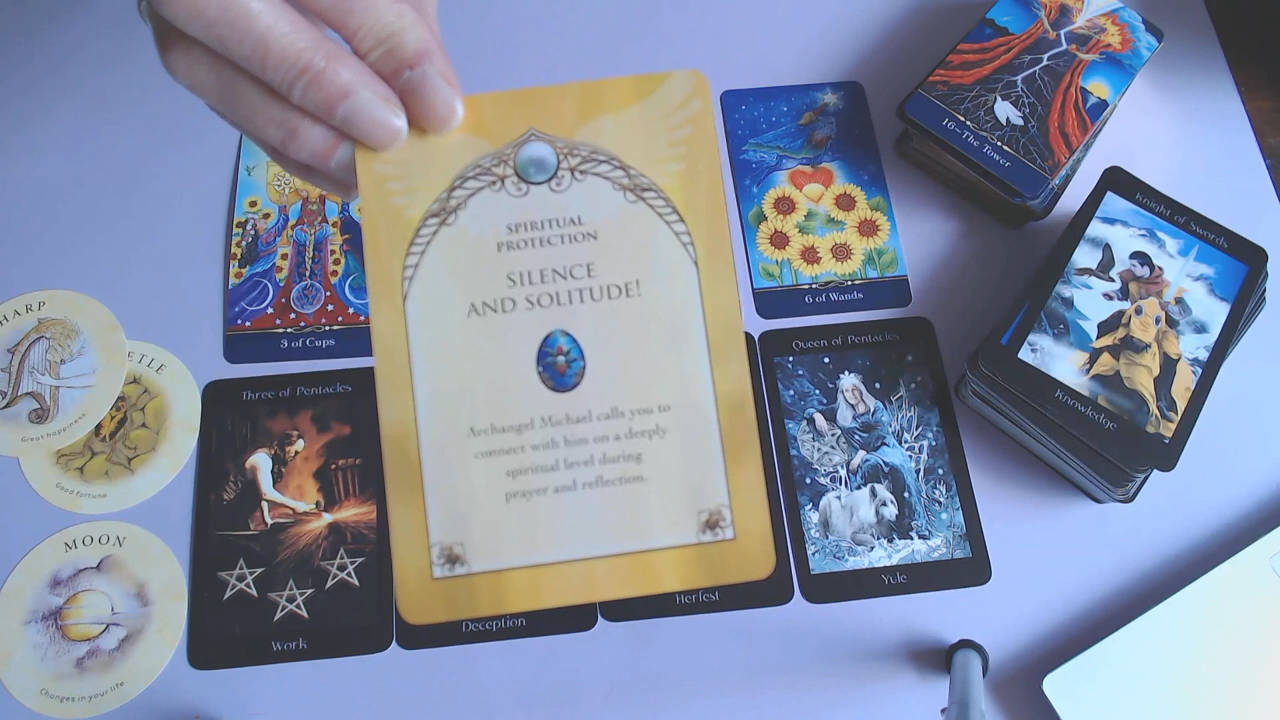 SPIRITUAL
PROTECTION
SILENCE
AND SOLITUDE!
Archangel Michael calls you to
connect with him on a deeply
spiritual level during
prayer and reflection.
3 of Cups
6 of Wands
16~The Tower
Knight of Swords
Knowledge
HARP
Great happiness
ETLE
Good fortune
MOON
Changes in your life.
Three of Pentacles
Work
Deception
Herfest
Queen of Pentacles
Yule